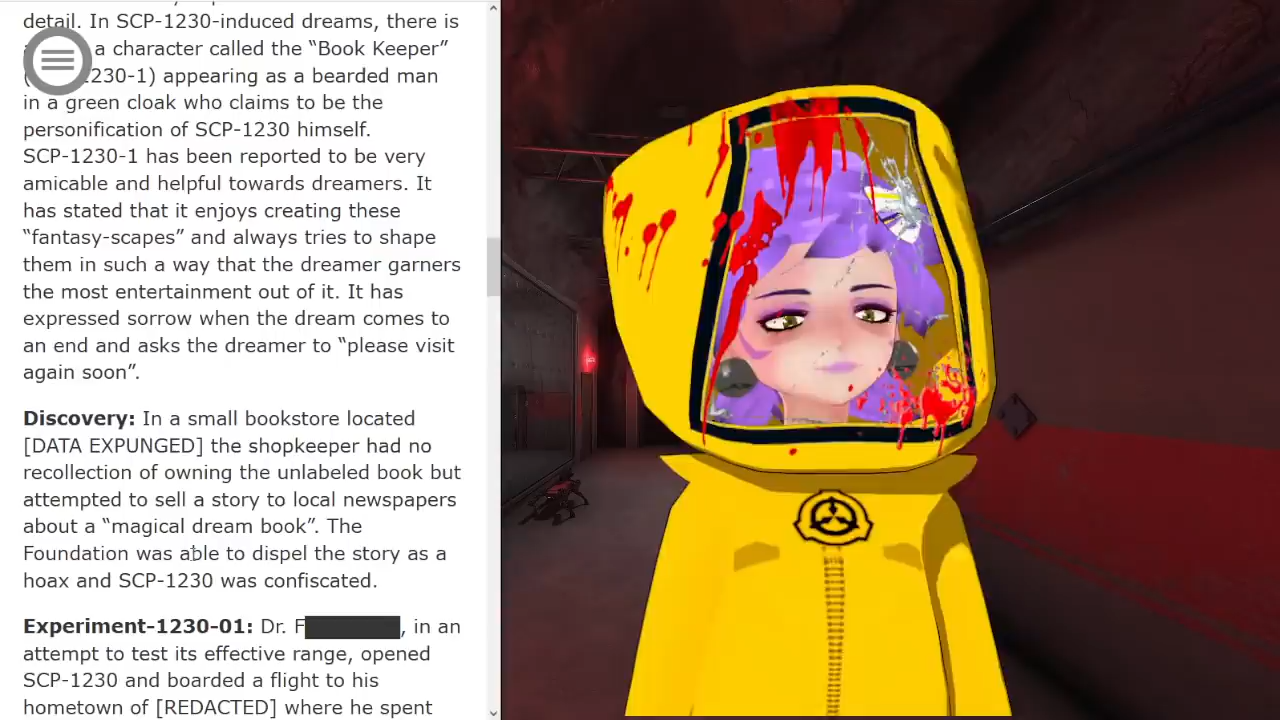 detail. In SCP-1230-induced dreams, there is
a character called the “Book Keeper”
230-1) appearing as a bearded man
in a green cloak who claims to be the
personification of SCP-1230 himself.
SCP-1230-1 has been reported to be very
amicable and helpful towards dreamers. It
has stated that it enjoys creating these
“fantasy-scapes” and always tries to shape
them in such a way that the dreamer garners
the most entertainment out of it. It has
expressed sorrow when the dream comes to
an end and asks the dreamer to “please visit
again soon”.
Discovery: In a small bookstore located
[DATA EXPUNGED] the shopkeeper had no
recollection of owning the unlabeled book but
attempted to sell a story to local newspapers
about a “magical dream book”. The
Foundation was able to dispel the story as a
hoax and SCP-1230 was confiscated.
Experiment-1230-01: Dr. F, in an
attempt to test its effective range, opened
SCP-1230 and boarded a flight to his
hometown of [REDACTED] where he spent